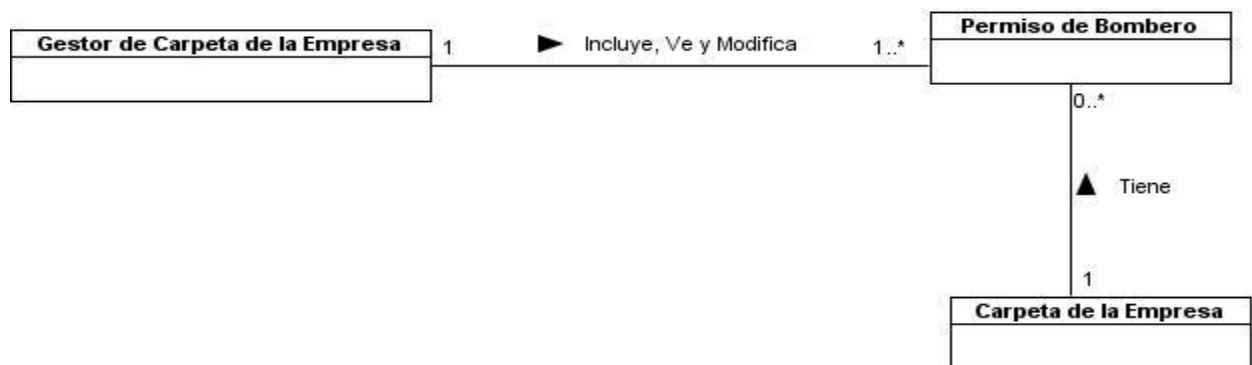 Gestor de Carpeta de la Empresa
1
Incluye, Ve y Modifica
1..*
Permiso de Bombero
0..*
Tiene
1
Carpeta de la Empresa